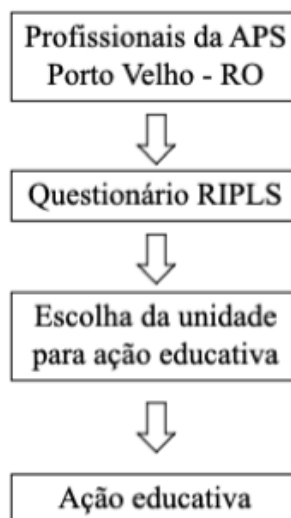 Profissionais da APS
Porto Velho - RO
Questionário RIPLS
Escolha da unidade
para ação educativa
Ação educativa